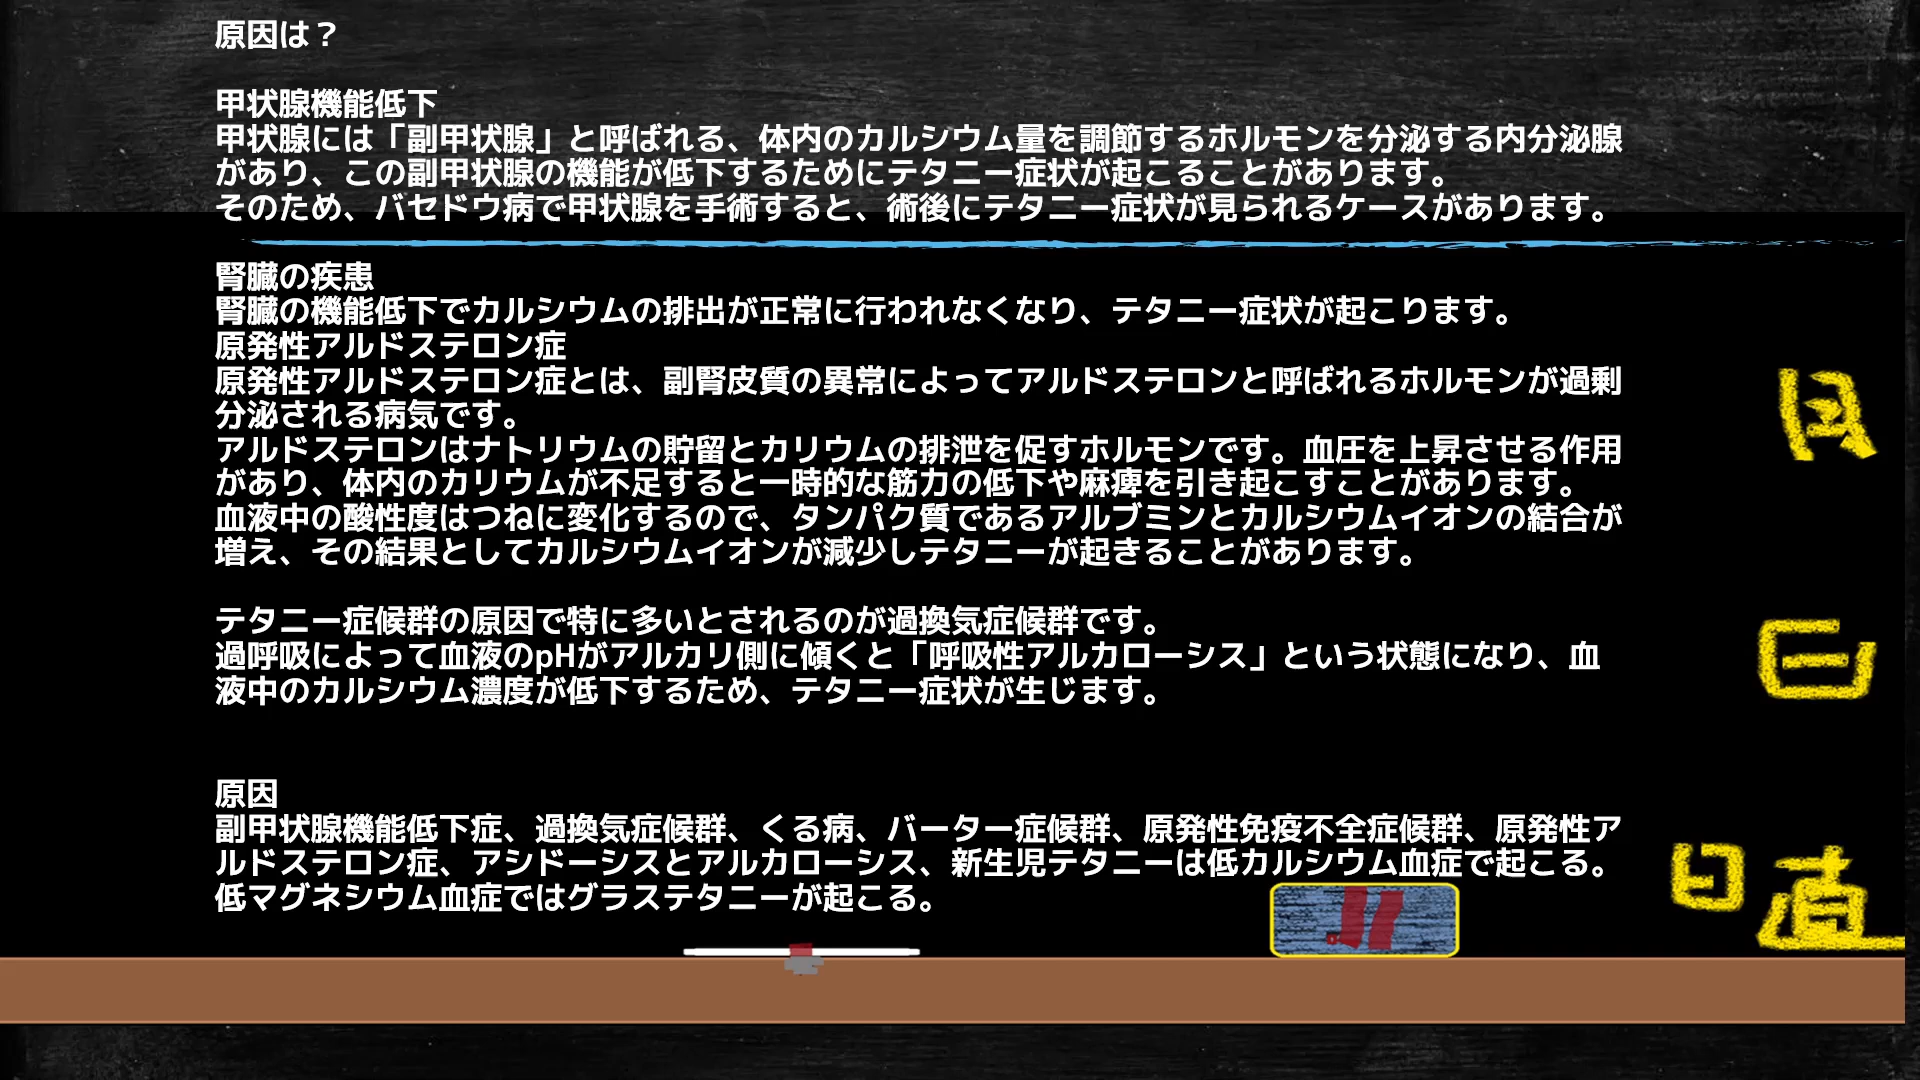 原因は？
甲状腺機能低下
甲状腺には「副甲状腺」と呼ばれる、体内のカルシウム量を調節するホルモンを分泌する内分泌腺
があり、この副甲状腺の機能が低下するためにテタニー症状が起こることがあります。
そのため、バセドウ病で甲状腺を手術すると、術後にテタニー症状が見られるケースがあります。
腎臓の疾患
腎臓の機能低下でカルシウムの排出が正常に行われなくなり、テタニー症状が起こります。
原発性アルドステロン症
原発性アルドステロン症とは、副腎皮質の異常によってアルドステロンと呼ばれるホルモンが過剰
分泌される病気です。
アルドステロンはナトリウムの貯留とカリウムの排泄を促すホルモンです。血圧を上昇させる作用
があり、体内のカリウムが不足すると一時的な筋力の低下や麻痺を引き起こすことがあります。
血液中の酸性度はつねに変化するので、タンパク質であるアルブミンとカルシウムイオンの結合が
増え、その結果としてカルシウムイオンが減少しテタニーが起きることがあります。
テタニー症候群の原因で特に多いとされるのが過換気症候群です。
過呼吸によって血液のpHがアルカリ側に傾くと「呼吸性アルカローシス」という状態になり、血
液中のカルシウム濃度が低下するため、テタニー症状が生じます。
原因
副甲状腺機能低下症、過換気症候群、くる病、バーター症候群、原発性免疫不全症候群、原発性ア
ルドステロン症、アシドーシスとアルカローシス、新生児テタニーは低カルシウム血症で起こる。
低マグネシウム血症ではグラステタニーが起こる。
日直